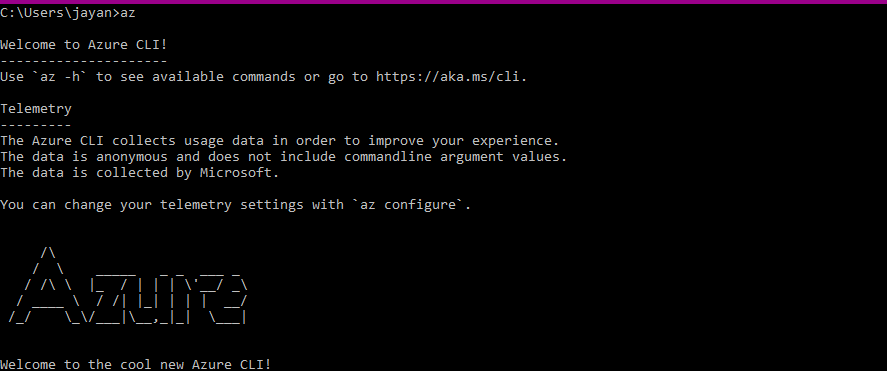 C:\Users\jayan>az
Welcome to Azure CLI!
---------------------
Use `az -h` to see available commands or go to https://aka.ms/cli.
Telemetry
---------
The Azure CLI collects usage data in order to improve your experience.
The data is anonymous and does not include commandline argument values.
The data is collected by Microsoft.
You can change your telemetry settings with `az configure`.
     /\
    /  \    _____   _ _  ___ _
   / /\ \  |_  / | | | \'__/ _\
  / ____ \  / /| |_| | | |  __/
 /_/    \_\/___|\__,_|_|  \___|
Welcome to the cool new Azure CLI!